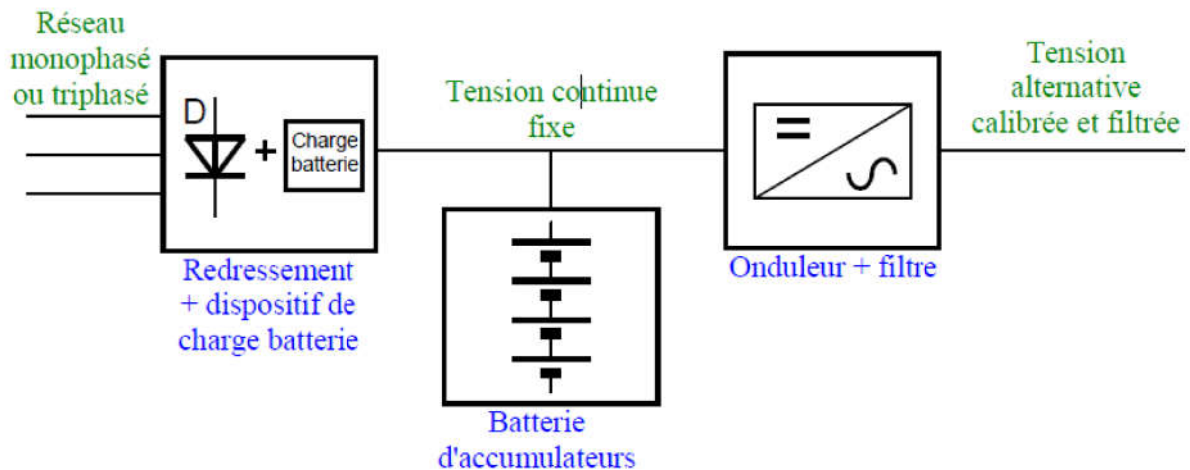 Réseau
monophasé
ou triphasé
D
+
Charge
batterie
Redressement
+ dispositif de
charge batterie
Tension continue
fixe
Batterie
d'accumulateurs
Onduleur + filtre
Tension
alternative
calibrée et filtrée